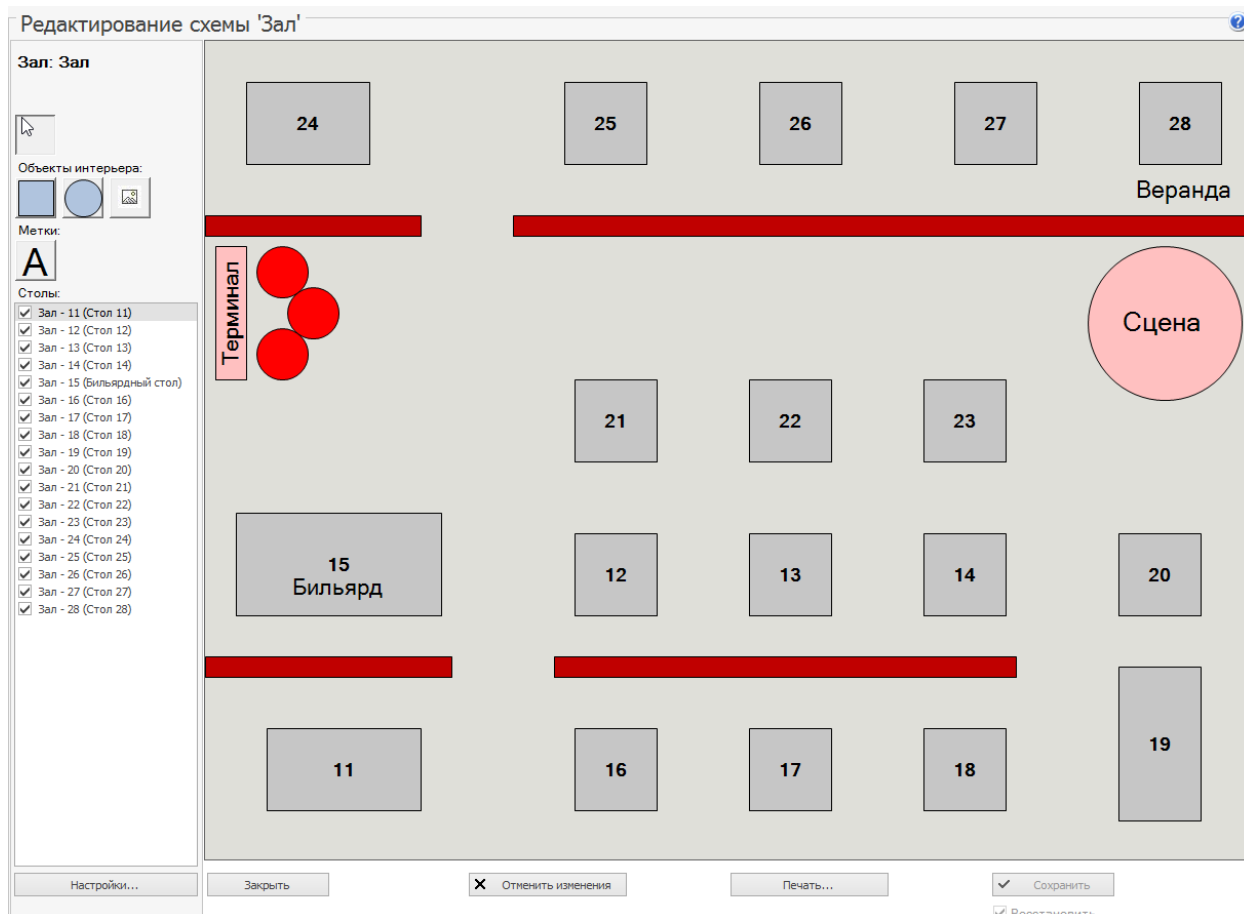 Редактирование схемы 'Зал'
Зал: Зал
Объекты интерьера:
Метки:
A
Столы:
Зал - 11 (Стол 11)
Зал - 12 (Стол 12)
Зал - 13 (Стол 13)
Зал - 14 (Стол 14)
Зал - 15 (Бильярдный стол)
Зал - 16 (Стол 16)
Зал - 17 (Стол 17)
Зал - 18 (Стол 18)
Зал - 19 (Стол 19)
Зал - 20 (Стол 20)
Зал - 21 (Стол 21)
Зал - 22 (Стол 22)
Зал - 23 (Стол 23)
Зал - 24 (Стол 24)
Зал - 25 (Стол 25)
Зал - 26 (Стол 26)
Зал - 27 (Стол 27)
Зал - 28 (Стол 28)
Настройки...
24 25 26 27 28
Веранда
Терминал
Сцена
21 22 23
15 12 13 14 20
Бильярд
11 16 17 18 19
Закрыть Отменить изменения Печать... Сохранить
Восстановить